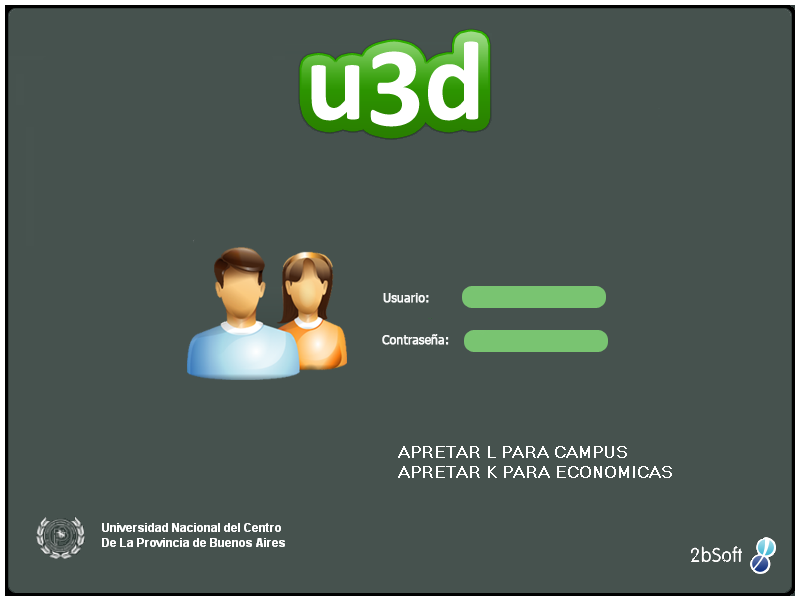 u3d
Usuario:
Contraseña:
APRETAR L PARA CAMPUS
APRETAR K PARA ECONOMICAS
Universidad Nacional del Centro
De La Provincia de Buenos Aires
2bSoft